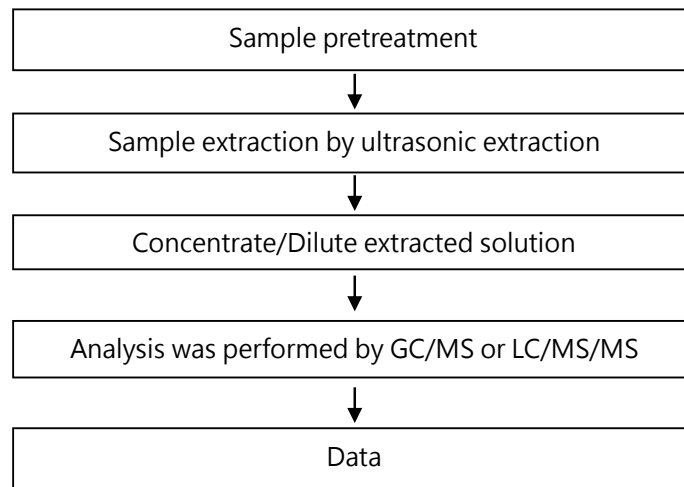 Sample pretreatment
Sample extraction by ultrasonic extraction
Concentrate/Dilute extracted solution
Analysis was performed by GC/MS or LC/MS/MS
Data